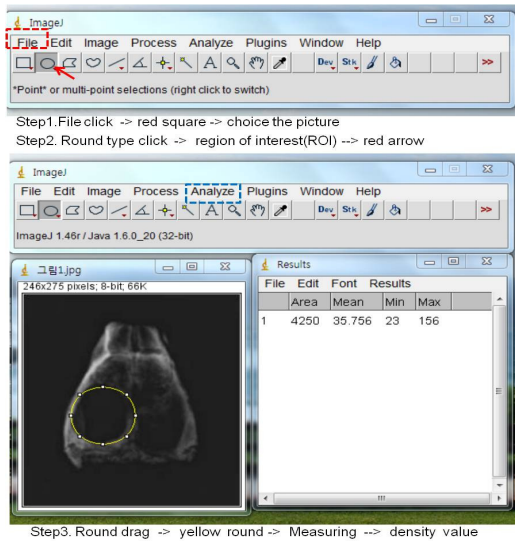 ImageJ
File Edit Image Process Analyze Plugins Window Help
A Dev Stk >>
*Point* or multi-point selections (right click to switch)
Step1.File click -> red square -> choice the picture
Step2. Round type click -> region of interest(ROI) --> red arrow
ImageJ
File Edit Image Process Analyze Plugins Window Help
A Dev Stk >>
ImageJ 1.46r / Java 1.6.0_20 (32-bit)
그림1.jpg
246x275 pixels; 8-bit; 66K
Results
File Edit Font Results
Area Mean Min Max
1 4250 35.756 23 156
Step3. Round drag -> yellow round -> Measuring --> density value